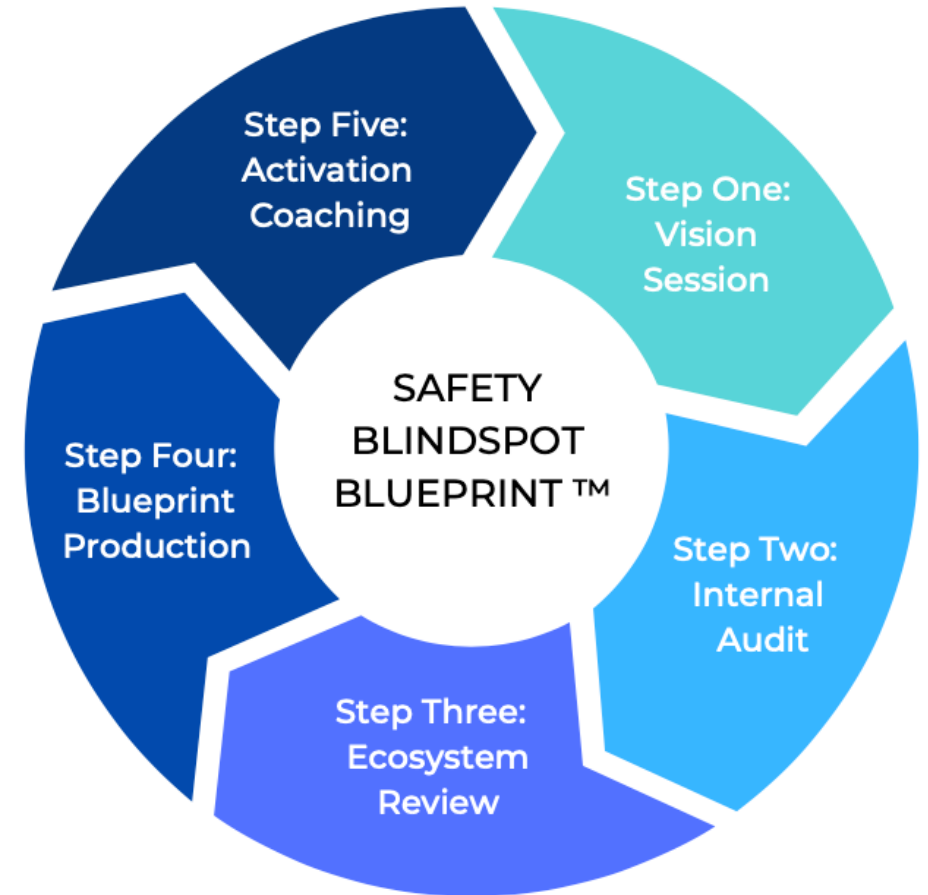 SAFETY
BLINDSPOT
BLUEPRINT ™
Step One:
Vision
Session
Step Two:
Internal
Audit
Step Three:
Ecosystem
Review
Step Four:
Blueprint
Production
Step Five:
Activation
Coaching